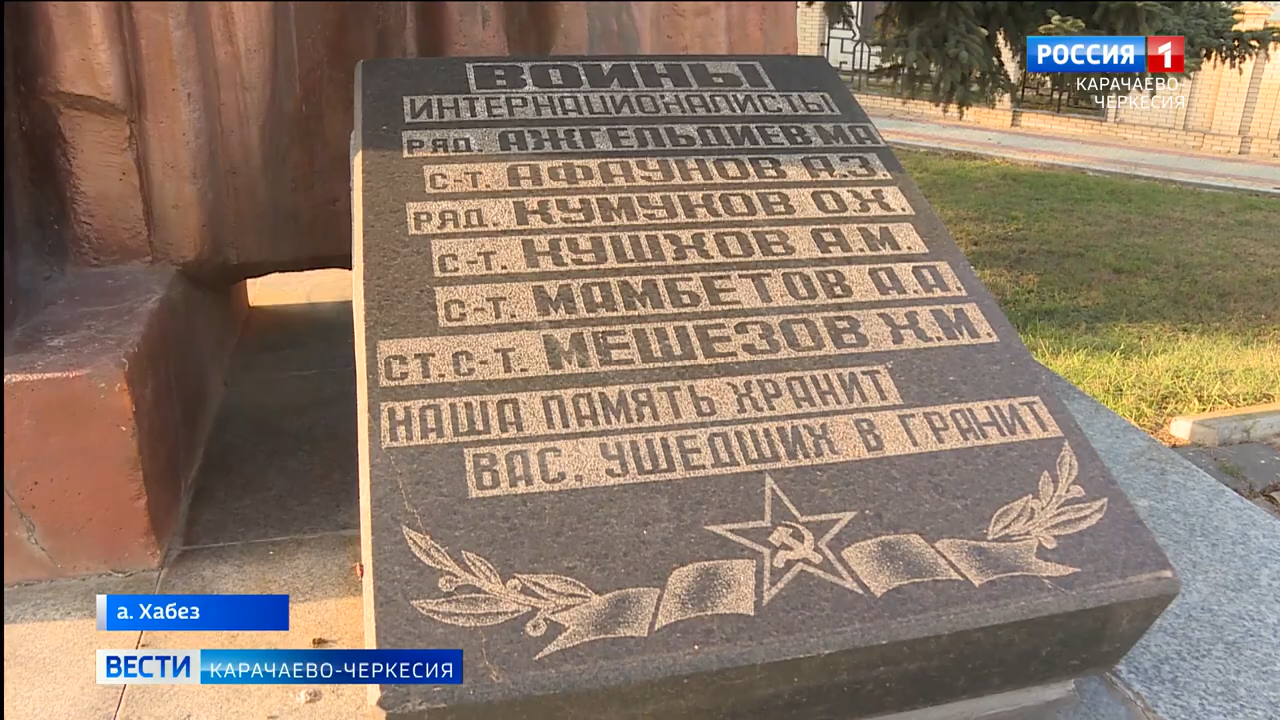 РОССИЯ 1
КАРАЧАЕВО-
ЧЕРКЕСИЯ
ВОИНЫ
ИНТЕРНАЦИОНАЛИСТЫ
РЯД. АЖГЕЛЬДИЕВ М.А
С-Т. АФАУНОВ А.З
РЯД. КУМУКОВ О.Х
С-Т. КУШХОВ А.М.
С-Т. МАМБЕТОВ А.А.
СТ. С-Т. МЕШЕЗОВ Х.М
НАША ПАМЯТЬ ХРАНИТ
ВАС, УШЕДШИХ В ГРАНИТ
а. Хабез
ВЕСТИ КАРАЧАЕВО-ЧЕРКЕСИЯ